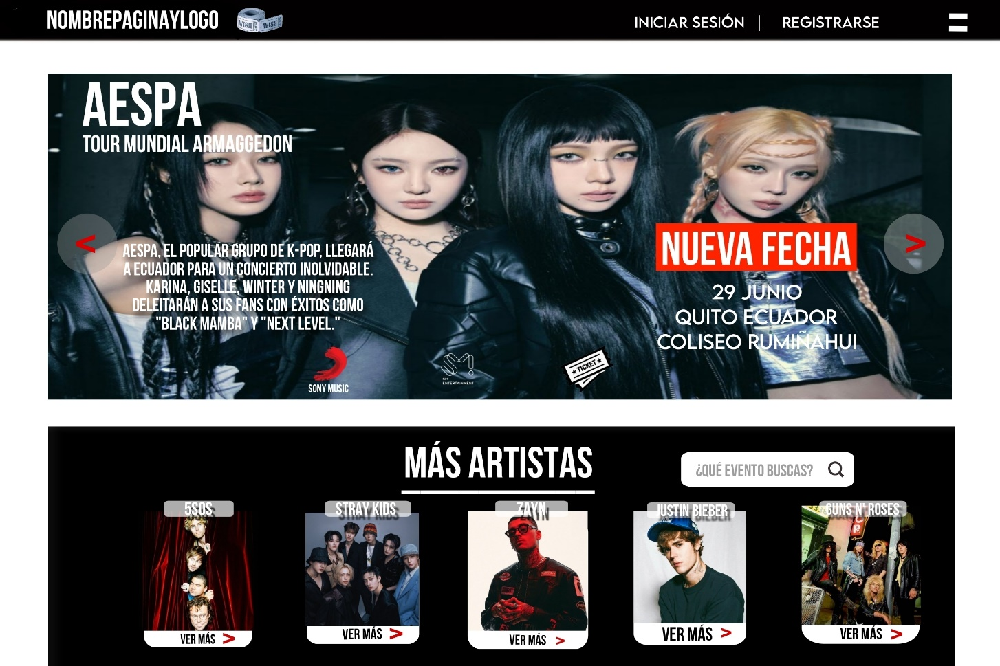 NOMBREPAGINAYLOGO
WISH WISH
INICIAR SESIÓN | REGISTRARSE
AESPA
TOUR MUNDIAL ARMAGGEDON
<
AESPA, EL POPULAR GRUPO DE K-POP, LLEGARÁ
A ECUADOR PARA UN CONCIERTO INOLVIDABLE.
KARINA, GISELLE, WINTER Y NINGNING
DELEITARÁN A SUS FANS CON ÉXITOS COMO
"BLACK MAMBA" Y "NEXT LEVEL."
NUEVA FECHA
>
29 JUNIO
QUITO ECUADOR
COLISEO RUMIÑAHUI
SONY MUSIC
SM
ENTERTAINMENT
TICKET
MÁS ARTISTAS
¿QUÉ EVENTO BUSCAS?
5SOS
STRAY KIDS
ZAYN
JUSTIN BIEBER
GUNS N' ROSES
VER MÁS >
VER MÁS >
VER MÁS >
VER MÁS >
VER MÁS >